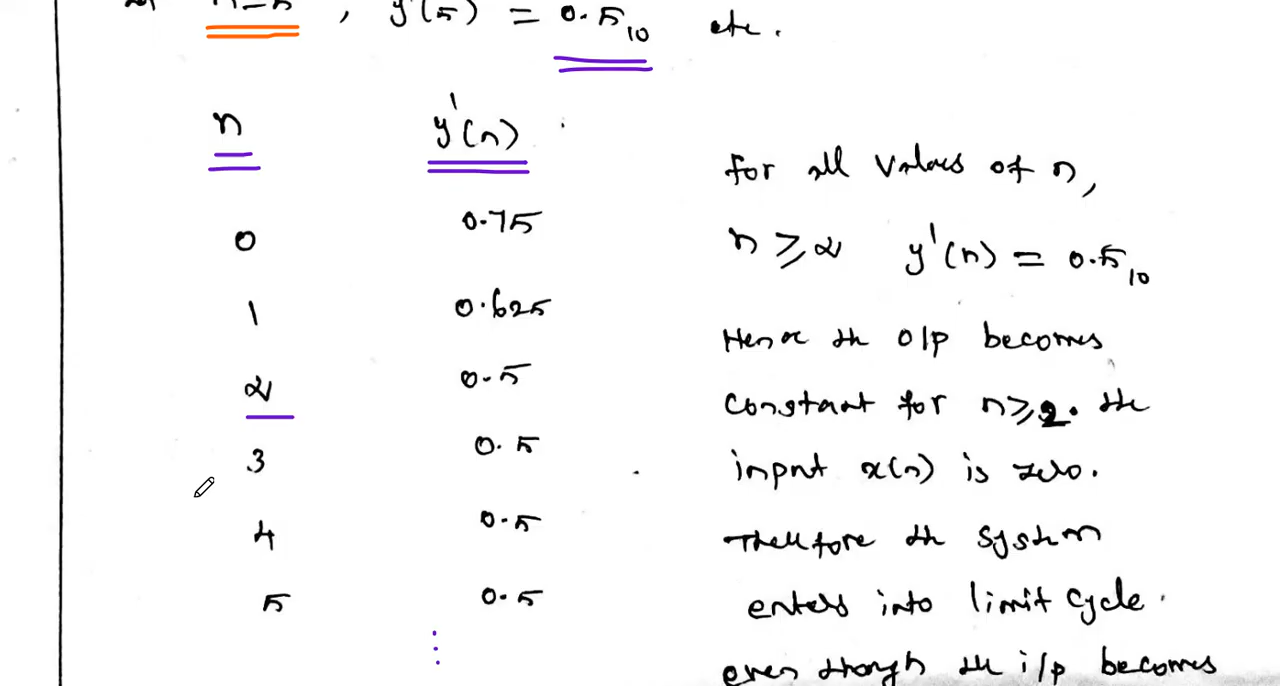 n=5 , y'(5) = 0.5₁₀ etc.
n y'(n)
0 0.75
1 0.625
2 0.5
3 0.5
4 0.5
5 0.5
for all values of n,
n ≥ 2 y'(n) = 0.5₁₀
Hence the o/p becomes
constant for n≥2. the
input x(n) is zero.
Therefore the system
enters into limit cycle.
even though the i/p becomes